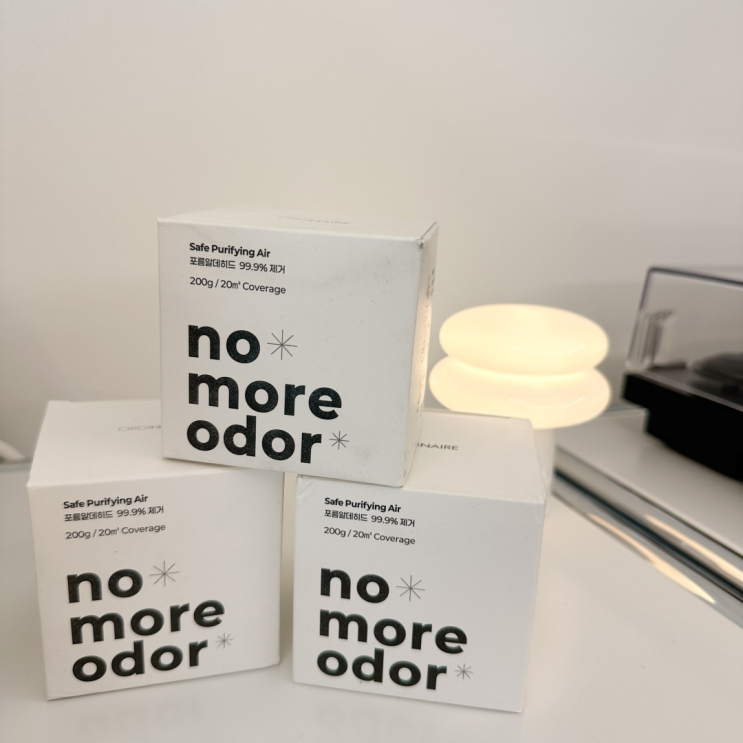 Safe Purifying Air
포름알데히드 99.9% 제거
200g / 20㎡ Coverage
no*
more
odor*
Safe Purifying Air
포름알데히드 99.9% 제거
200g / 20㎡ Coverage
no*
more
odor*
Safe Purifying Air
포름알데히드 99.9% 제거
200g / 20㎡ Coverage
no*
more
odor*